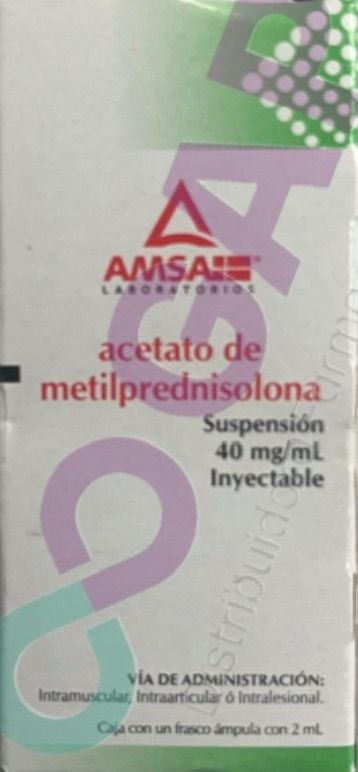 AMSA
LABORATORIOS
acetato de
metilprednisolona
Suspensión
40 mg/mL
Inyectable
VÍA DE ADMINISTRACIÓN:
Intramuscular, Intraarticular ó Intralesional.
Caja con un frasco ámpula con 2 mL